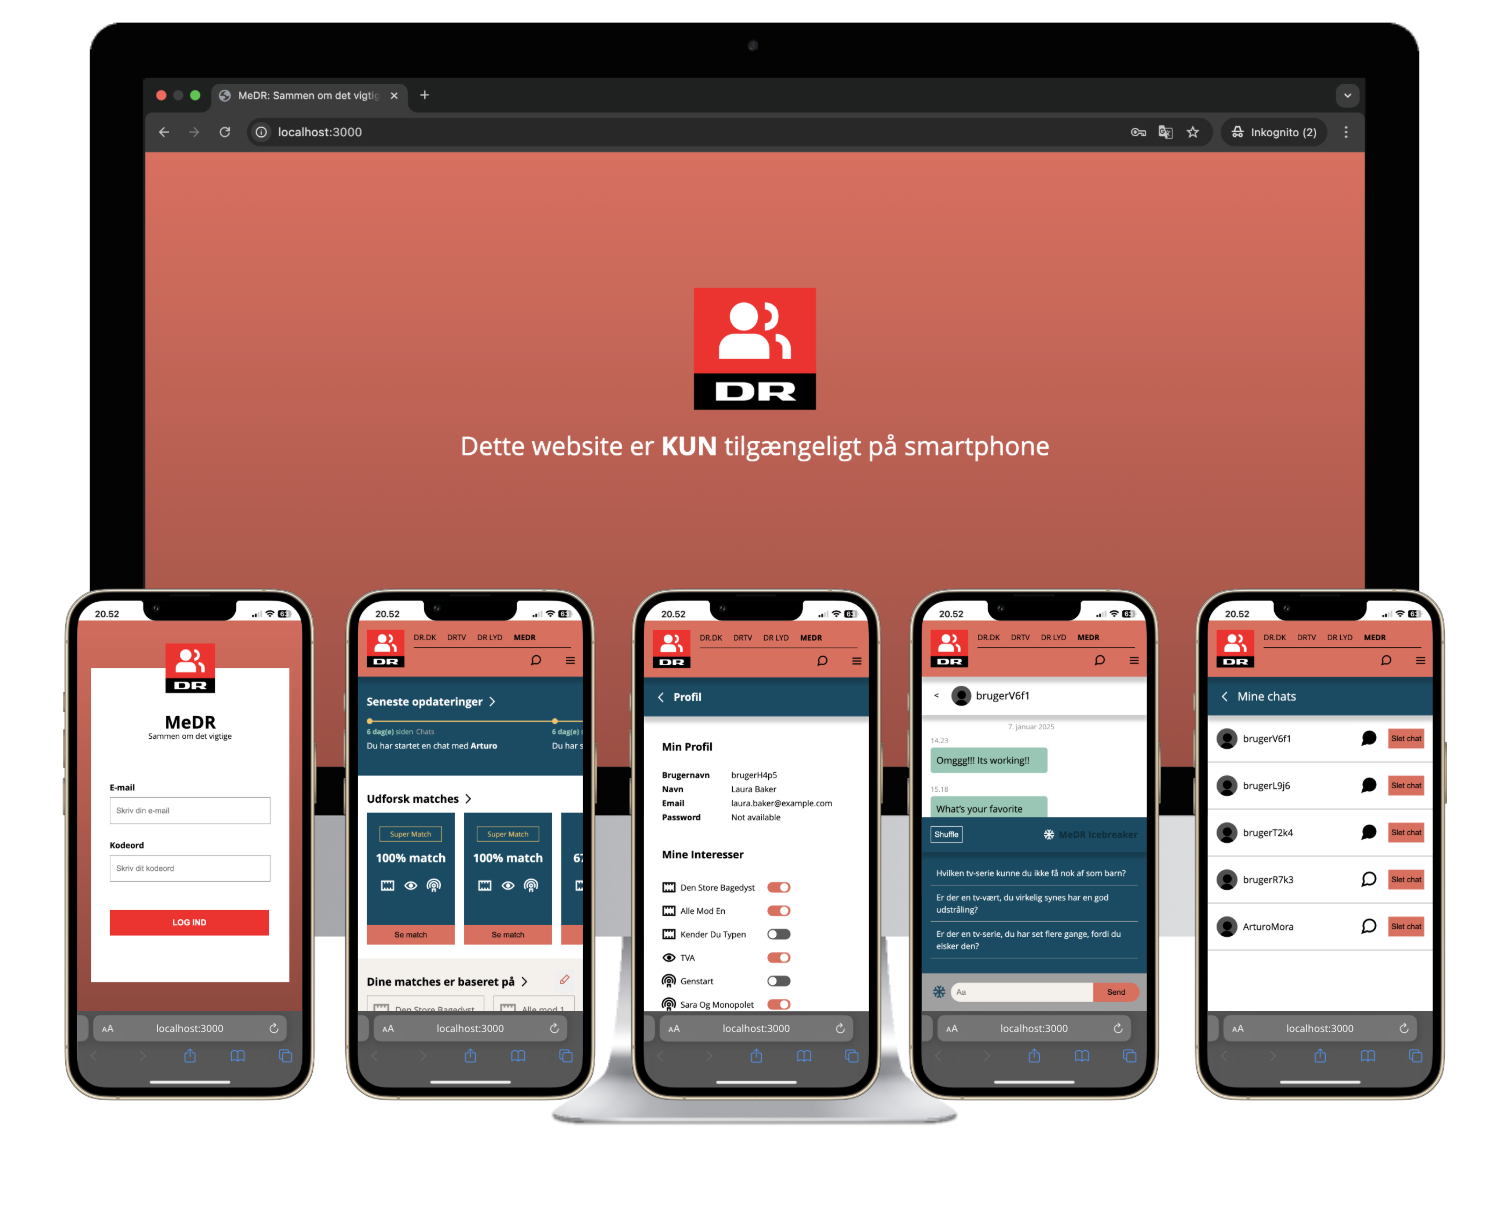 MeDR: Sammen om det vigti
localhost:3000
Inkognito (2)
DR
Dette website er KUN tilgængeligt på smartphone
20.52
DR
MeDR
Sammen om det vigtige
E-mail
Skriv din e-mail
Kodeord
Skriv dit kodeord
LOG IND
AA localhost:3000
20.52
DR.DK DRTV DR LYD MEDR
DR
Seneste opdateringer >
6 dag(e) siden Chats
6 dag(e)
Du har startet en chat med Arturo
Du har s
Udforsk matches >
Super Match
100% match
Se match
Super Match
100% match
Se match
67
Dine matches er baseret på >
Den Store Bagedyst
Alle mod 1
AA localhost:3000
20.52
DR.DK DRTV DR LYD MEDR
DR
< Profil
Min Profil
Brugernavn brugerH4p5
Navn Laura Baker
Email laura.baker@example.com
Password Not available
Mine Interesser
Den Store Bagedyst
Alle Mod En
Kender Du Typen
TVA
Genstart
Sara Og Monopolet
AA localhost:3000
20.52
DR.DK DRTV DR LYD MEDR
DR
< brugerV6f1
7. januar 2025
14.23
Omggg!!! Its working!!
15.18
What's your favorite
Shuffle
MeDR Icebreaker
Hvilken tv-serie kunne du ikke få nok af som barn?
Er der en tv-vært, du virkelig synes har en god
udstråling?
Er der en tv-serie, du har set flere gange, fordi du
elsker den?
Aa
Send
AA localhost:3000
20.52
DR.DK DRTV DR LYD MEDR
DR
< Mine chats
brugerV6f1 Slet chat
brugerL9j6 Slet chat
brugerT2k4 Slet chat
brugerR7k3 Slet chat
ArturoMora Slet chat
AA localhost:3000